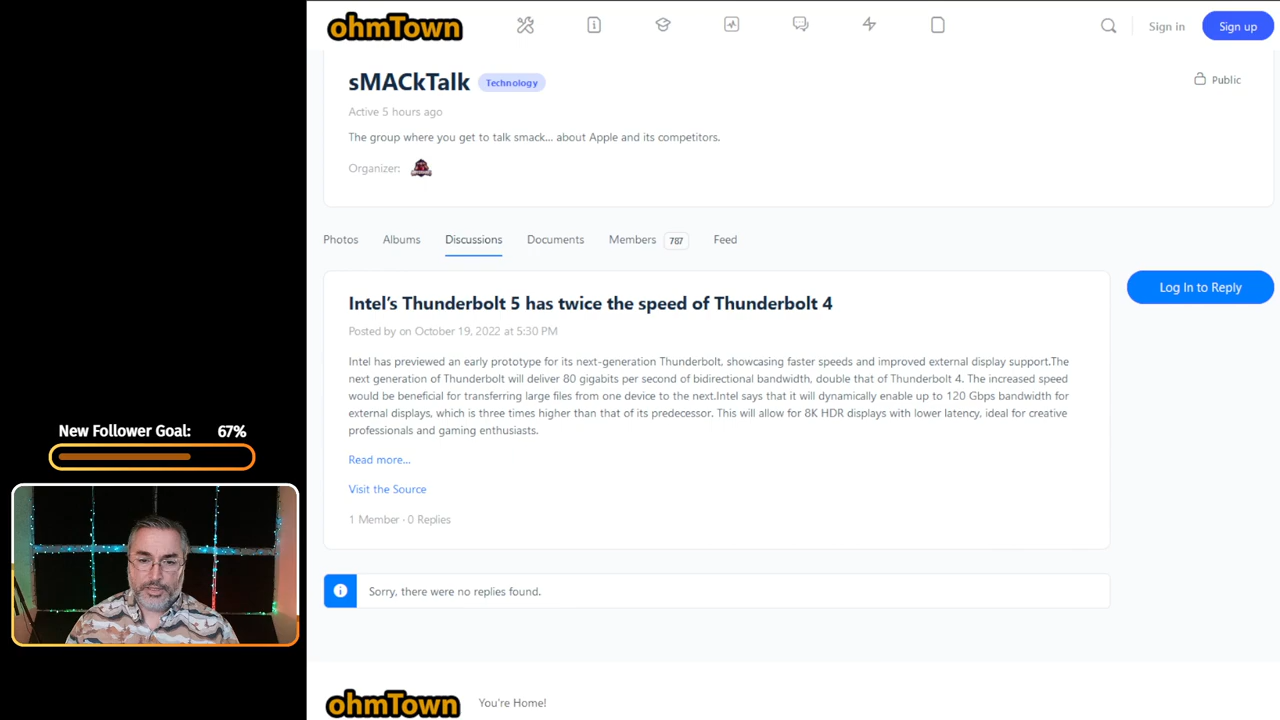 ohmTown
Sign in
Sign up
sMACkTalk
Technology
Public
Active 5 hours ago
The group where you get to talk smack... about Apple and its competitors.
Organizer:
Photos
Albums
Discussions
Documents
Members 787
Feed
Intel's Thunderbolt 5 has twice the speed of Thunderbolt 4
Log In to Reply
Posted by on October 19, 2022 at 5:30 PM
Intel has previewed an early prototype for its next-generation Thunderbolt, showcasing faster speeds and improved external display support.The
next generation of Thunderbolt will deliver 80 gigabits per second of bidirectional bandwidth, double that of Thunderbolt 4. The increased speed
would be beneficial for transferring large files from one device to the next.Intel says that it will dynamically enable up to 120 Gbps bandwidth for
external displays, which is three times higher than that of its predecessor. This will allow for 8K HDR displays with lower latency, ideal for creative
professionals and gaming enthusiasts.
Read more...
Visit the Source
1 Member · 0 Replies
Sorry, there were no replies found.
New Follower Goal: 67%
ohmTown
You're Home!